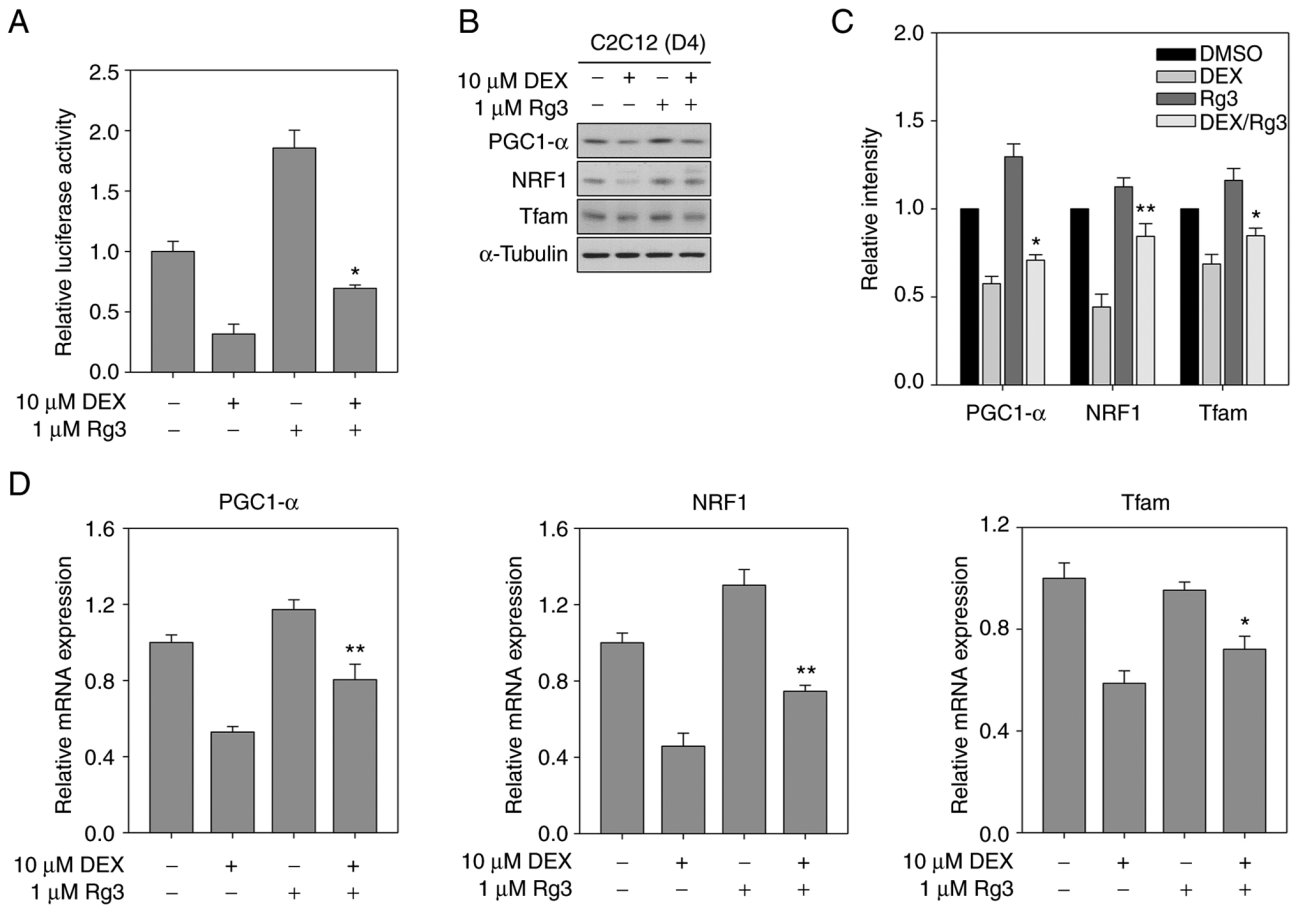 A
Relative luciferase activity
2.5
2.0
1.5
1.0
0.5
0.0
10 μM DEX − + − +
1 μM Rg3 − − + +
B
C2C12 (D4)
10 μM DEX − + − +
1 μM Rg3 − − + +
PGC1-α
NRF1
Tfam
α-Tubulin
C
Relative intensity
2.0
1.5
1.0
0.5
0.0
DMSO
DEX
Rg3
DEX/Rg3
*
**
*
PGC1-α NRF1 Tfam
*
D
PGC1-α
Relative mRNA expression
1.6
1.2
0.8
0.4
0.0
**
10 μM DEX − + − +
1 μM Rg3 − − + +
NRF1
Relative mRNA expression
1.6
1.2
0.8
0.4
0.0
**
10 μM DEX − + − +
1 μM Rg3 − − + +
Tfam
Relative mRNA expression
1.2
0.8
0.4
0.0
*
10 μM DEX − + − +
1 μM Rg3 − − + +